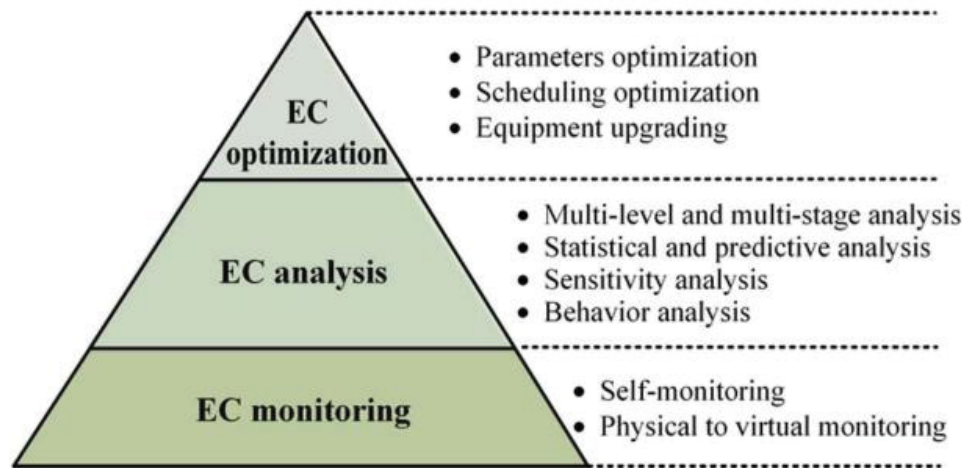 EC
optimization
• Parameters optimization
• Scheduling optimization
• Equipment upgrading
EC analysis
• Multi-level and multi-stage analysis
• Statistical and predictive analysis
• Sensitivity analysis
• Behavior analysis
EC monitoring
• Self-monitoring
• Physical to virtual monitoring